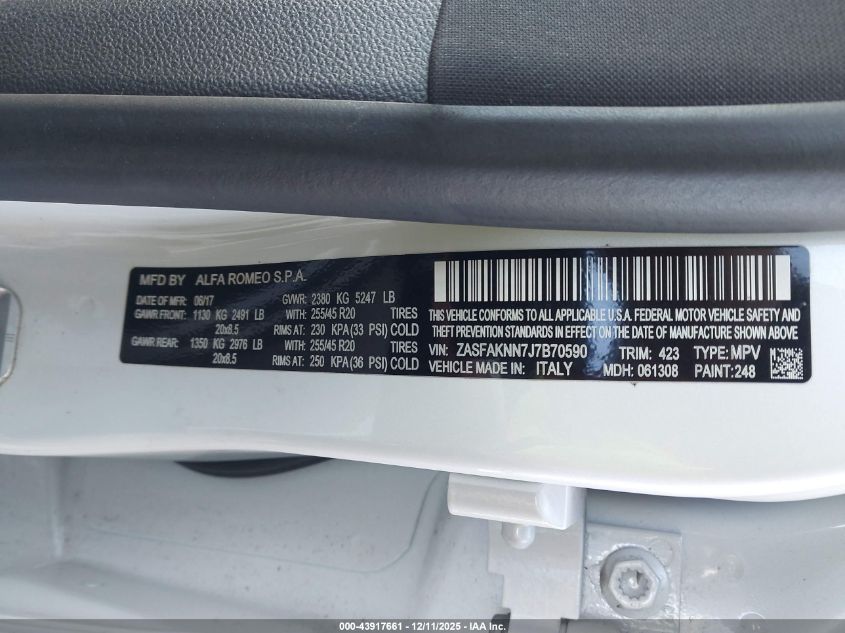 MFD BY ALFA ROMEO S.P.A.
DATE OF MFR 06/17 GVWR: 2380 KG 5247 LB
GAWR FRONT: 1130 KG 2491 LB WITH: 255/45 R20 TIRES
20x8.5 RIMS AT: 230 KPA (33 PSI) COLD
GAWR REAR: 1350 KG 2976 LB WITH: 255/45 R20 TIRES
20x8.5 RIMS AT: 250 KPA (36 PSI) COLD
THIS VEHICLE CONFORMS TO ALL APPLICABLE U.S.A. FEDERAL MOTOR VEHICLE SAFETY, BUMPER, AND
THEFT PREVENTION STANDARDS IN EFFECT ON THE DATE OF MANUFACTURE SHOWN ABOVE
VIN: ZASFAKNN7J7B70590 TRIM: 423 TYPE: MPV
VEHICLE MADE IN: ITALY MDH: 061308 PAINT:248
000-43917661 - 12/11/2025 - IAA Inc.